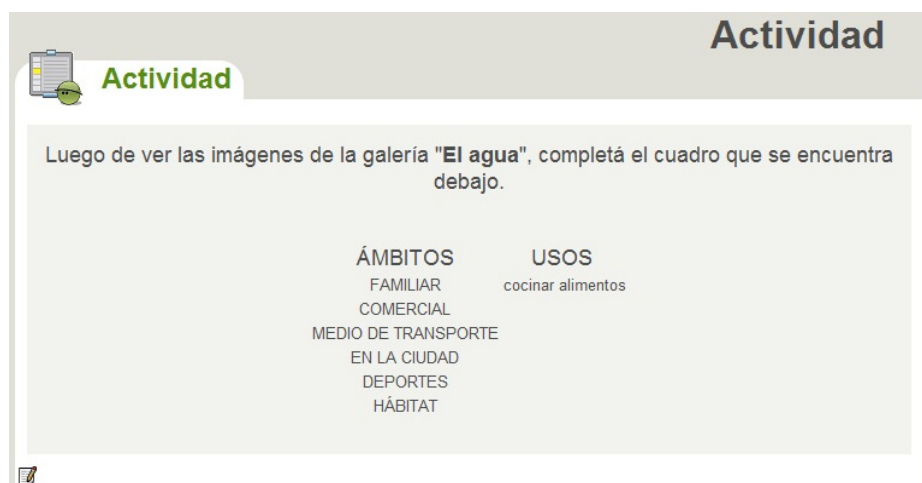 Actividad
Actividad
Luego de ver las imágenes de la galería "El agua", completá el cuadro que se encuentra
debajo.
ÁMBITOS USOS
FAMILIAR cocinar alimentos
COMERCIAL
MEDIO DE TRANSPORTE
EN LA CIUDAD
DEPORTES
HÁBITAT